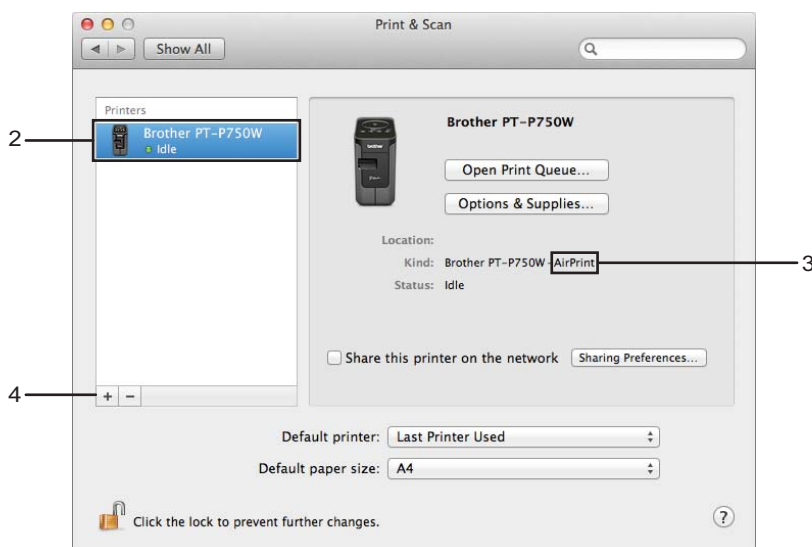 Print & Scan
Show All
Printers
Brother PT-P750W
Idle
Brother PT-P750W
Open Print Queue...
Options & Supplies...
Location:
Kind: Brother PT-P750W-AirPrint
Status: Idle
Share this printer on the network Sharing Preferences...
+ −
Default printer: Last Printer Used
Default paper size: A4
Click the lock to prevent further changes.
?
2
3
4
brother